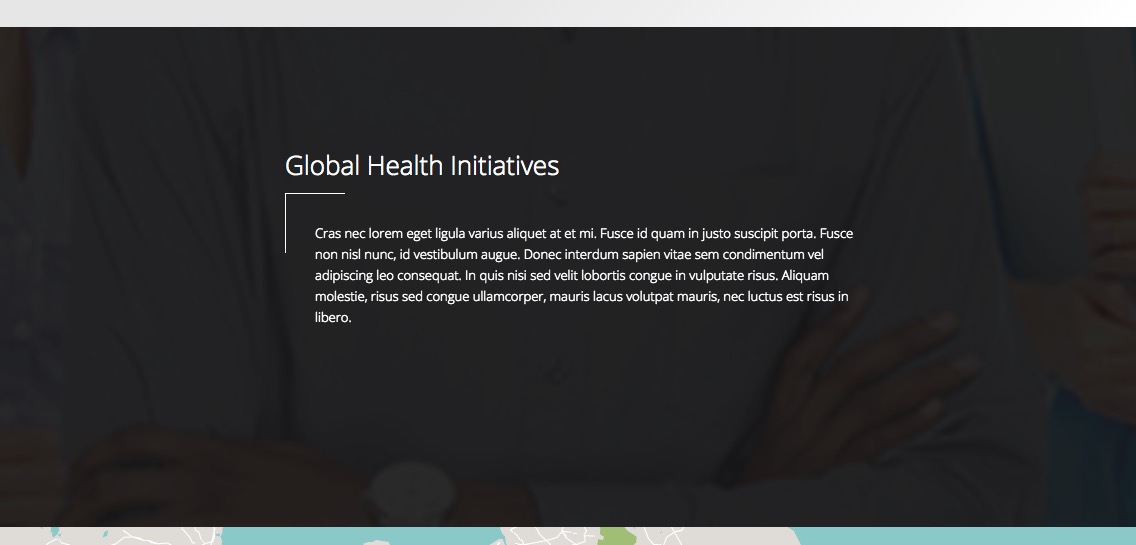 Global Health Initiatives
Cras nec lorem eget ligula varius aliquet at et mi. Fusce id quam in justo suscipit porta. Fusce
non nisl nunc, id vestibulum augue. Donec interdum sapien vitae sem condimentum vel
adipiscing leo consequat. In quis nisi sed velit lobortis congue in vulputate risus. Aliquam
molestie, risus sed congue ullamcorper, mauris lacus volutpat mauris, nec luctus est risus in
libero.